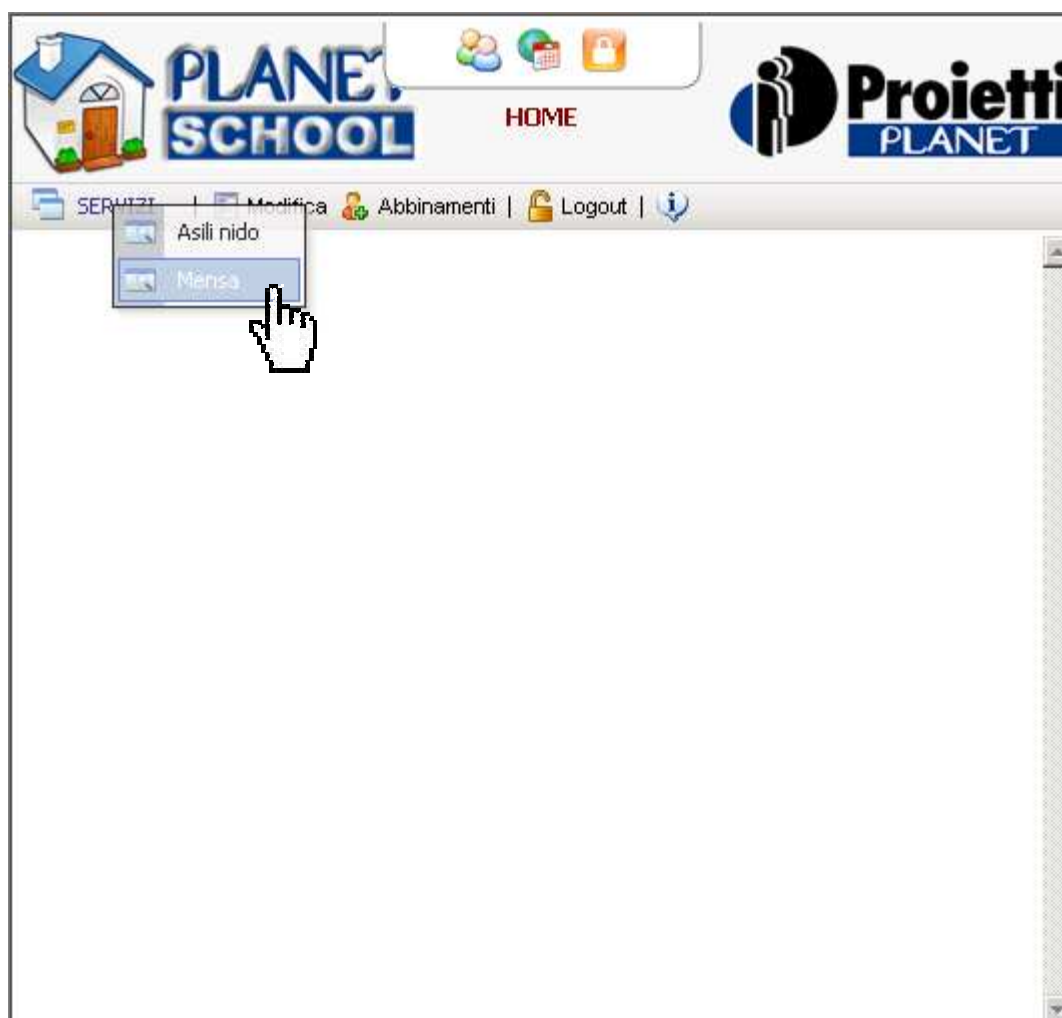 PLANET
SCHOOL
HOME
Proietti
PLANET
SERVIZI | Modifica Abbinamenti | Logout |
Asili nido
Mensa